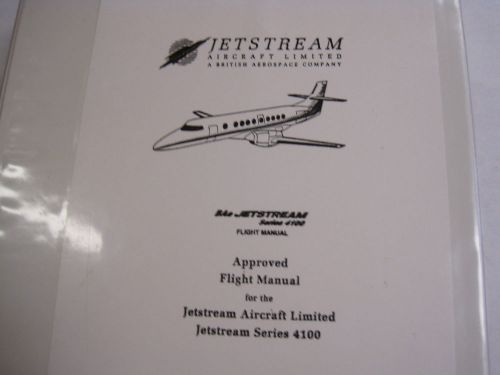 JETSTREAM
AIRCRAFT LIMITED
A BRITISH AEROSPACE COMPANY
BAe JETSTREAM
Series 4100
FLIGHT MANUAL
Approved
Flight Manual
for the
Jetstream Aircraft Limited
Jetstream Series 4100